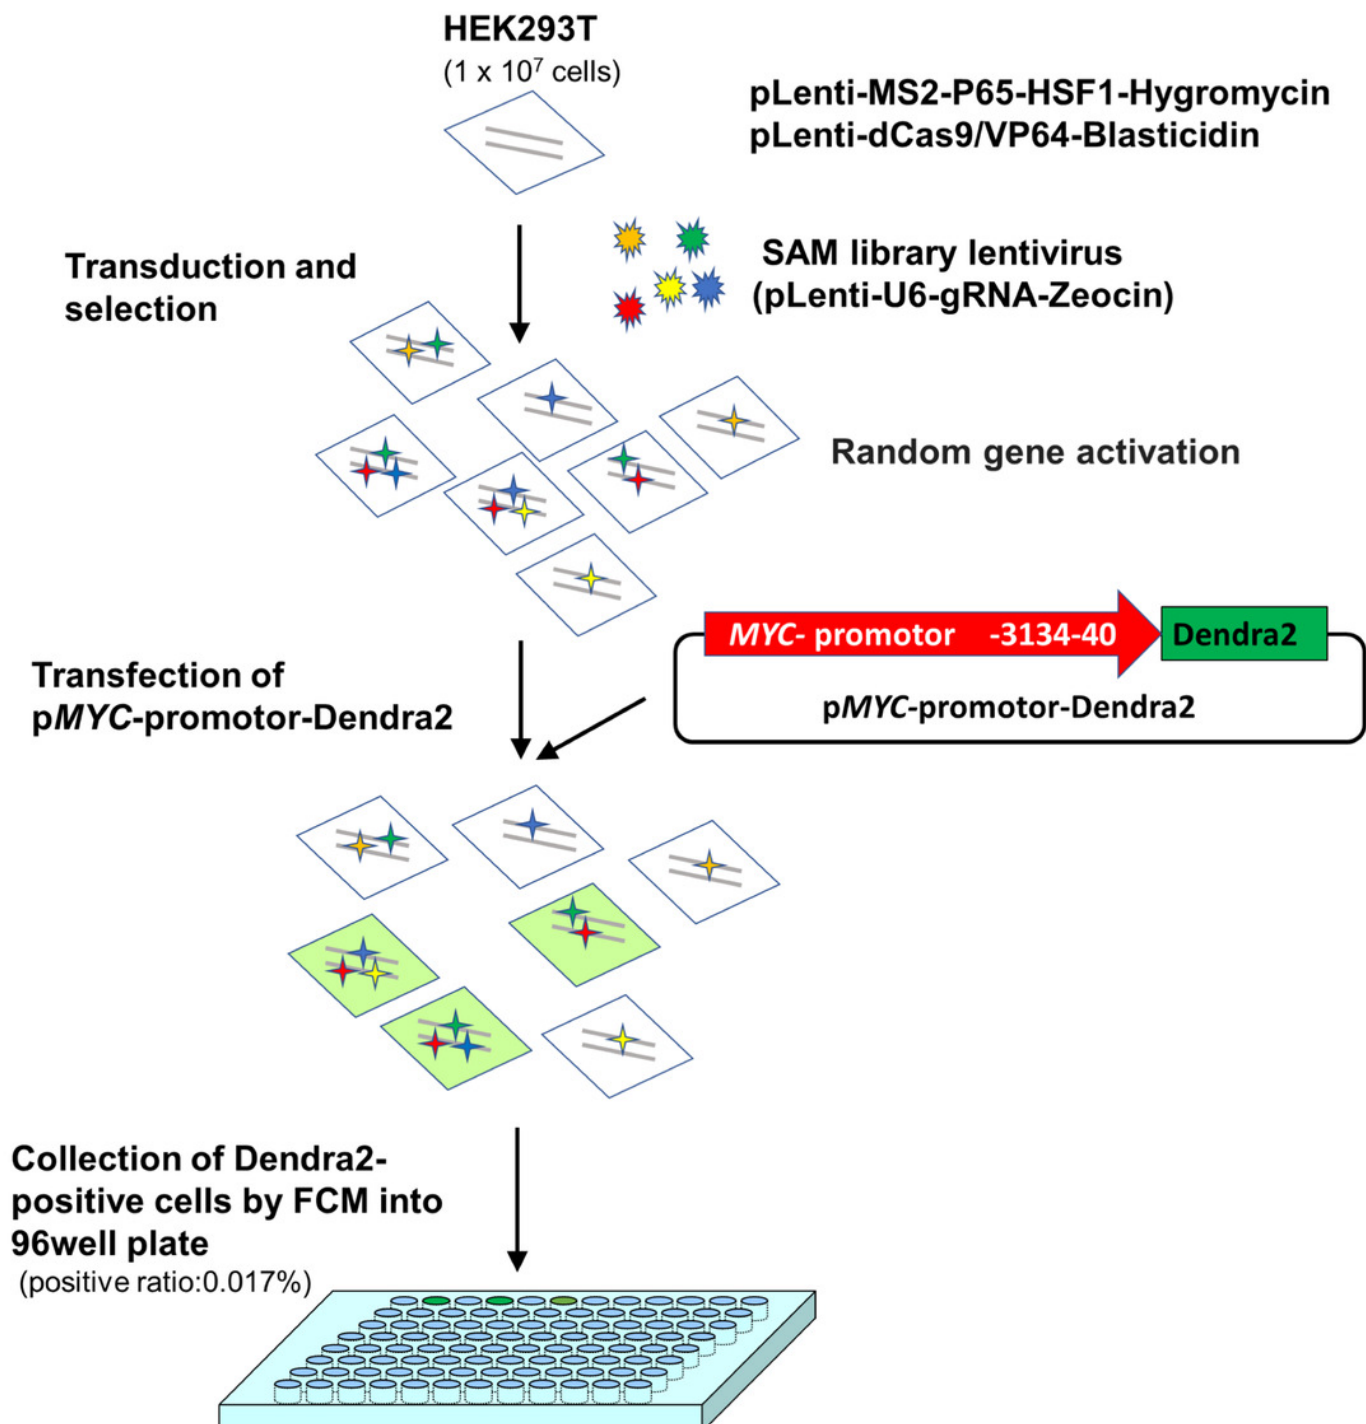 HEK293T
(1 x 10⁷ cells)
pLenti-MS2-P65-HSF1-Hygromycin
pLenti-dCas9/VP64-Blasticidin
Transduction and
selection
SAM library lentivirus
(pLenti-U6-gRNA-Zeocin)
Random gene activation
MYC- promotor -3134-40
Dendra2
pMYC-promotor-Dendra2
Transfection of
pMYC-promotor-Dendra2
Collection of Dendra2-
positive cells by FCM into
96well plate
(positive ratio:0.017%)